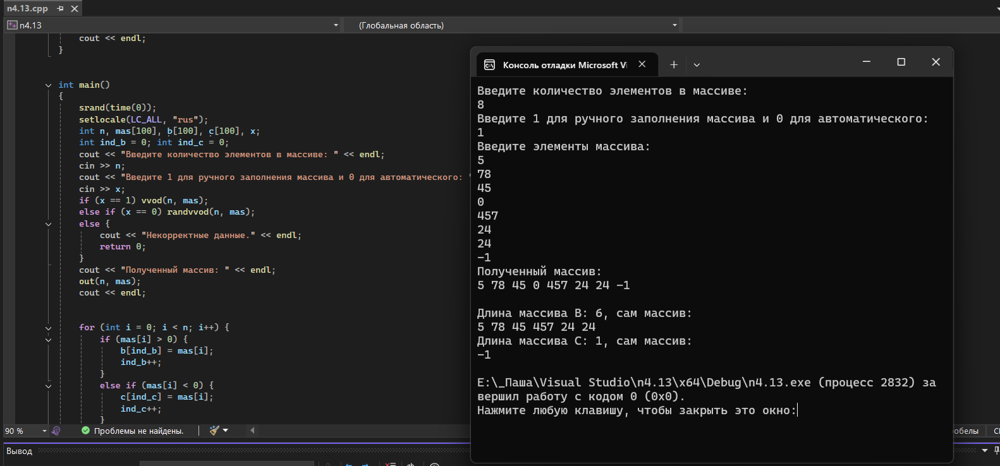 n4.13.cpp
n4.13
(Глобальная область)
cout << endl;
}
int main()
{
srand(time(0));
setlocale(LC_ALL, "rus");
int n, mas[100], b[100], c[100], x;
int ind_b = 0; int ind_c = 0;
cout << "Введите количество элементов в массиве: " << endl;
cin >> n;
cout << "Введите 1 для ручного заполнения массива и 0 для автоматического: "
cin >> x;
if (x == 1) vvod(n, mas);
else if (x == 0) randvvod(n, mas);
else {
cout << "Некорректные данные." << endl;
return 0;
}
cout << "Полученный массив: " << endl;
out(n, mas);
cout << endl;
for (int i = 0; i < n; i++) {
if (mas[i] > 0) {
b[ind_b] = mas[i];
ind_b++;
}
else if (mas[i] < 0) {
c[ind_c] = mas[i];
ind_c++;
}
90 %
Проблемы не найдены.
Вывод
Консоль отладки Microsoft Vi
Введите количество элементов в массиве:
8
Введите 1 для ручного заполнения массива и 0 для автоматического:
1
Введите элементы массива:
5
78
45
0
457
24
24
-1
Полученный массив:
5 78 45 0 457 24 24 -1
Длина массива B: 6, сам массив:
5 78 45 457 24 24
Длина массива C: 1, сам массив:
-1
E:\_Паша\Visual Studio\n4.13\x64\Debug\n4.13.exe (процесс 2832) за
вершил работу с кодом 0 (0x0).
Нажмите любую клавишу, чтобы закрыть это окно:
обелы